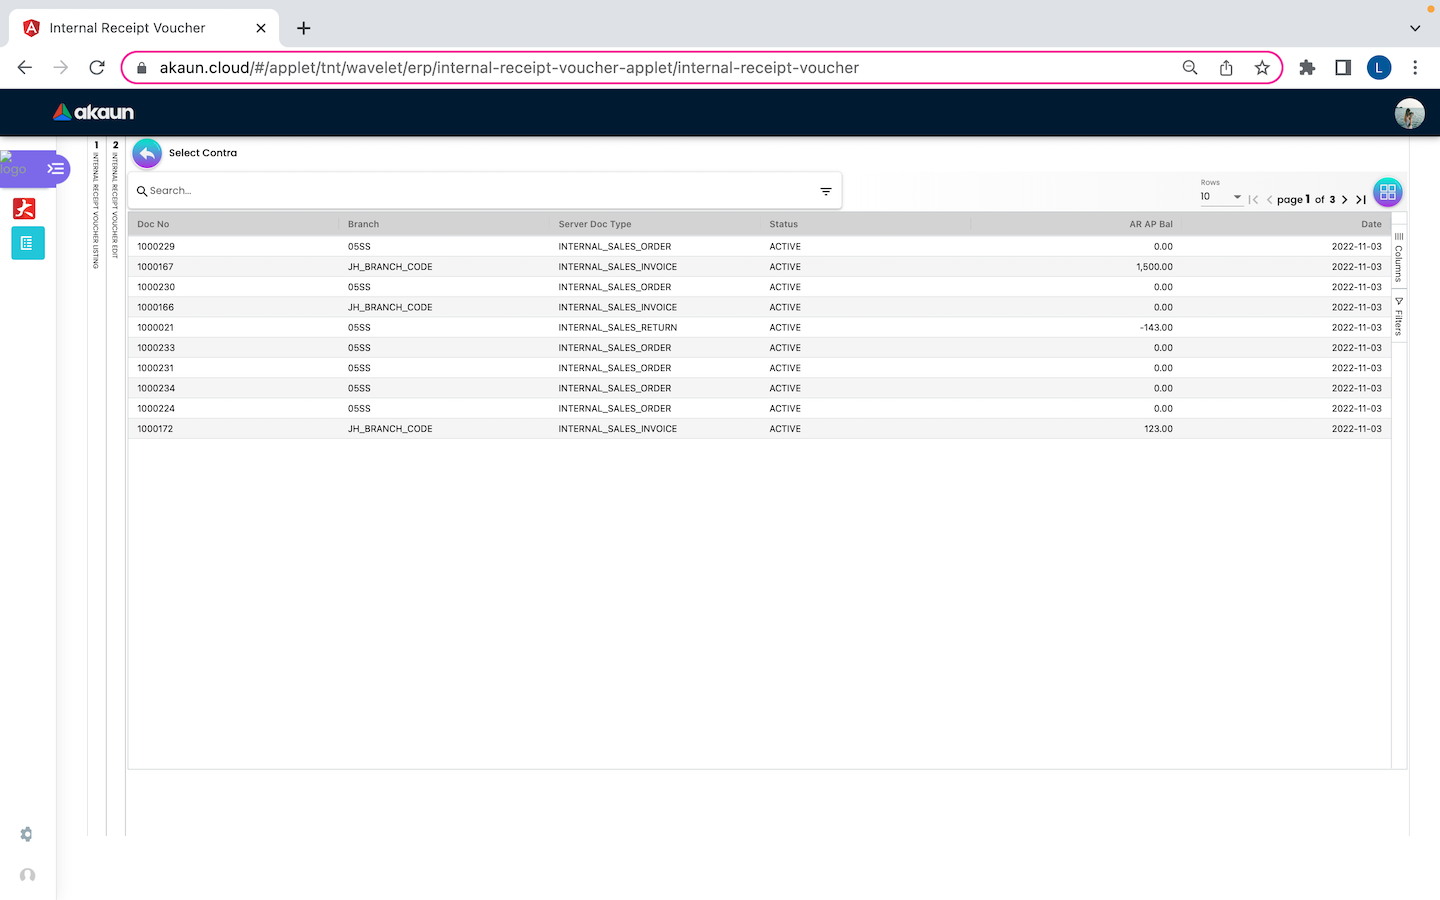 Internal Receipt Voucher
akaun.cloud/#/applet/tnt/wavelet/erp/internal-receipt-voucher-applet/internal-receipt-voucher
L
akaun
logo
1 INTERNAL RECEIPT VOUCHER LISTING
2 INTERNAL RECEIPT VOUCHER EDIT
Select Contra
Search...
Rows
10
page 1 of 3
Doc No Branch Server Doc Type Status AR AP Bal Date
1000229 05SS INTERNAL_SALES_ORDER ACTIVE 0.00 2022-11-03
1000167 JH_BRANCH_CODE INTERNAL_SALES_INVOICE ACTIVE 1,500.00 2022-11-03
1000230 05SS INTERNAL_SALES_ORDER ACTIVE 0.00 2022-11-03
1000166 JH_BRANCH_CODE INTERNAL_SALES_INVOICE ACTIVE 0.00 2022-11-03
1000021 05SS INTERNAL_SALES_RETURN ACTIVE -143.00 2022-11-03
1000233 05SS INTERNAL_SALES_ORDER ACTIVE 0.00 2022-11-03
1000231 05SS INTERNAL_SALES_ORDER ACTIVE 0.00 2022-11-03
1000234 05SS INTERNAL_SALES_ORDER ACTIVE 0.00 2022-11-03
1000224 05SS INTERNAL_SALES_ORDER ACTIVE 0.00 2022-11-03
1000172 JH_BRANCH_CODE INTERNAL_SALES_INVOICE ACTIVE 123.00 2022-11-03
Columns
Filters